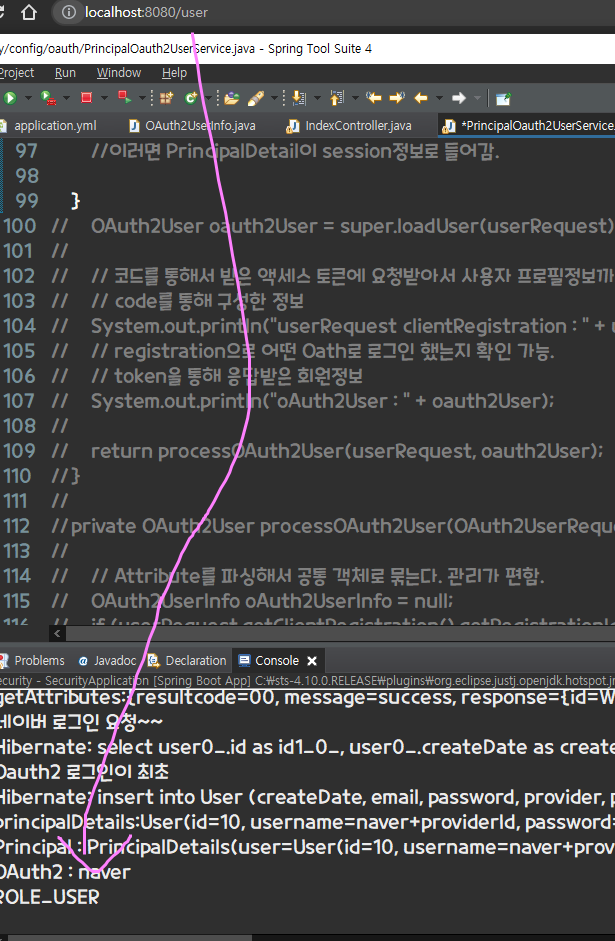 localhost:8080/user
y/config/oauth/PrincipalOauth2UserService.java - Spring Tool Suite 4
Project Run Window Help
application.yml OAuth2UserInfo.java IndexController.java *PrincipalOauth2UserService.
97 //이러면 PrincipalDetail이 session정보로 들어감.
98
99 }
100 // OAuth2User oauth2User = super.loadUser(userRequest)
101 //
102 // // 코드를 통해서 받은 액세스 토큰에 요청받아서 사용자 프로필정보까
103 // // code를 통해 구성한 정보
104 // System.out.println("userRequest clientRegistration : " + u
105 // // registration으로 어떤 Oath로 로그인 했는지 확인 가능.
106 // // token을 통해 응답받은 회원정보
107 // System.out.println("oAuth2User : " + oauth2User);
108 //
109 // return processOAuth2User(userRequest, oauth2User);
110 //}
111 //
112 //private OAuth2User processOAuth2User(OAuth2UserReque
113 //
114 // // Attribute를 파싱해서 공통 객체로 묶는다. 관리가 편함.
115 // OAuth2UserInfo oAuth2UserInfo = null;
116 // if (userRequest.getClientRegistration().getRegistrationId
Problems Javadoc Declaration Console
ecurity - SecurityApplication [Spring Boot App] C:₩sts-4.10.0.RELEASE₩plugins₩org.eclipse.justj.openjdk.hotspot.jr
getAttributes:{resultcode=00, message=success, response={id=W
네이버 로그인 요청~~
Hibernate: select user0_.id as id1_0_, user0_.createDate as create
Oauth2 로그인이 최초
Hibernate: insert into User (createDate, email, password, provider, p
principalDetails:User(id=10, username=naver+providerId, password=
Principal : PrincipalDetails(user=User(id=10, username=naver+prov
OAuth2 : naver
ROLE_USER